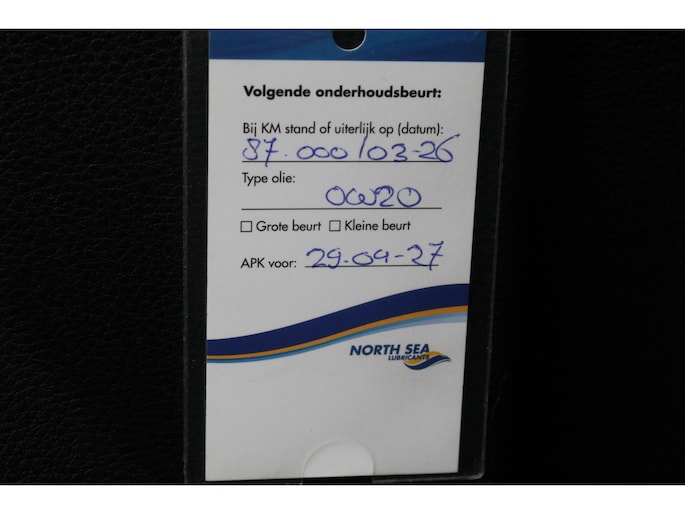 Volgende onderhoudsbeurt:
Bij KM stand of uiterlijk op (datum):
87.000/03-26
Type olie:
0W20
Grote beurt Kleine beurt
APK voor: 29-04-27
NORTH SEA
LUBRICANTS